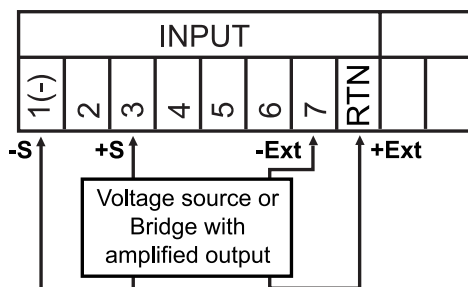 INPUT
1(-) 2 3 4 5 6 7 RTN
-S +S -Ext +Ext
Voltage source or
Bridge with
amplified output